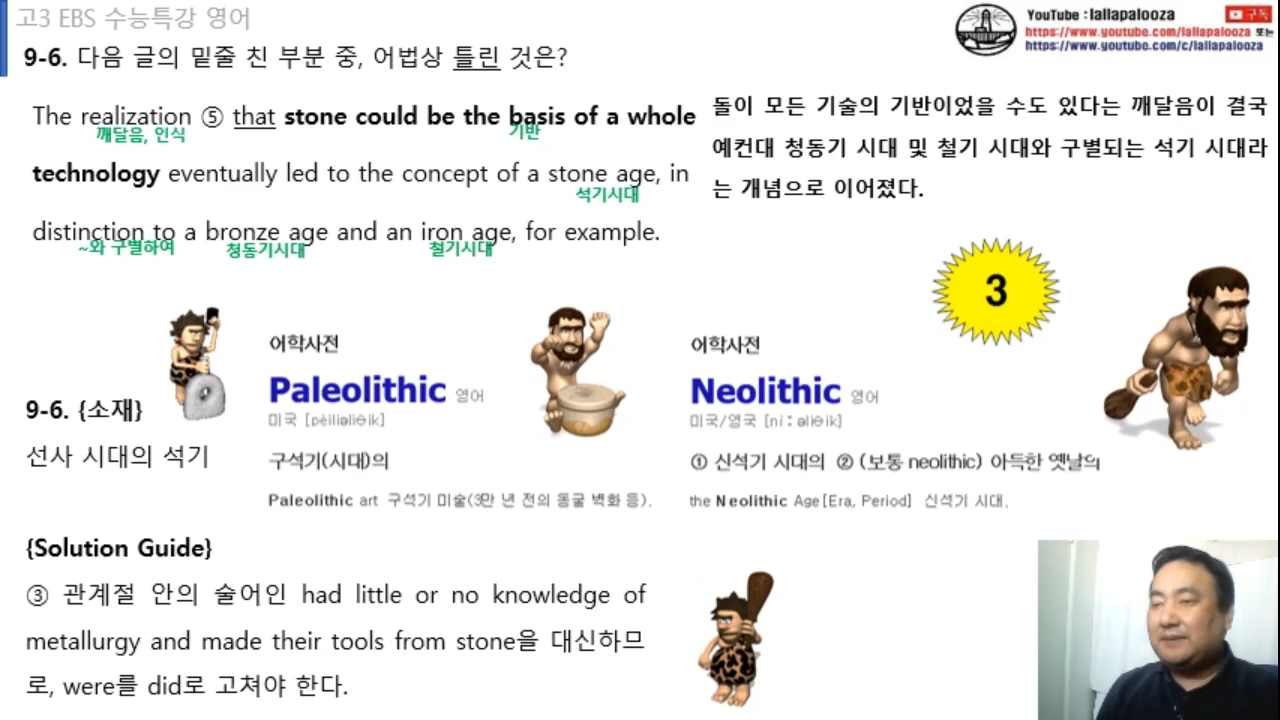 고3 EBS 수능특강 영어
YouTube : lallapalooza
구독
https://www.youtube.com/lallapalooza 또는
https://www.youtube.com/c/lallapalooza
9-6. 다음 글의 밑줄 친 부분 중, 어법상 틀린 것은?
The realization ⑤ that stone could be the basis of a whole
깨달음, 인식
기반
technology eventually led to the concept of a stone age, in
석기시대
distinction to a bronze age and an iron age, for example.
~와 구별하여
청동기시대
철기시대
돌이 모든 기술의 기반이었을 수도 있다는 깨달음이 결국
예컨대 청동기 시대 및 철기 시대와 구별되는 석기 시대라
는 개념으로 이어졌다.
3
9-6. {소재}
선사 시대의 석기
어학사전
Paleolithic 영어
미국 [pèiliəliθik]
구석기(시대)의
Paleolithic art 구석기 미술(3만 년 전의 동굴 벽화 등).
어학사전
Neolithic 영어
미국/영국 [niːəliθik]
① 신석기 시대의 ② (보통 neolithic) 아득한 옛날의
the Neolithic Age[Era, Period] 신석기 시대.
{Solution Guide}
③ 관계절 안의 술어인 had little or no knowledge of
metallurgy and made their tools from stone을 대신하므
로, were를 did로 고쳐야 한다.